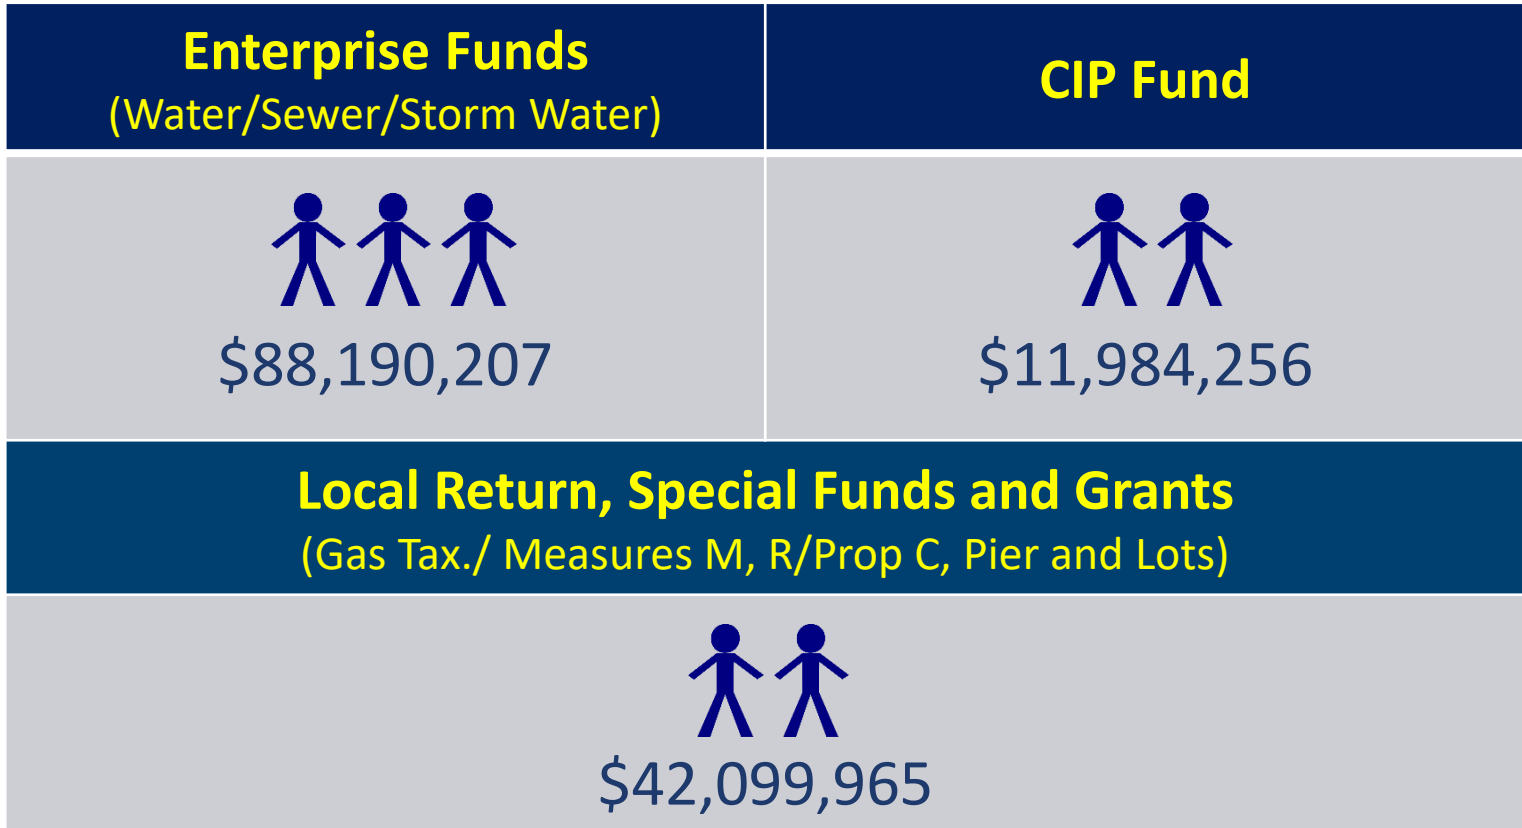 Enterprise Funds
(Water/Sewer/Storm Water)
CIP Fund
$88,190,207
$11,984,256
Local Return, Special Funds and Grants
(Gas Tax./ Measures M, R/Prop C, Pier and Lots)
$42,099,965